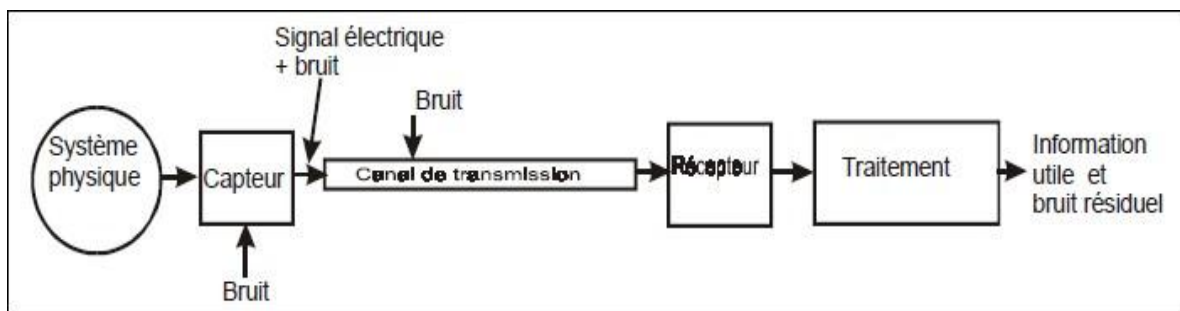 Signal électrique
+ bruit
Bruit
Système
physique
Capteur
Canal de transmission
Récepteur
Traitement
Information
utile et
bruit résiduel
Bruit